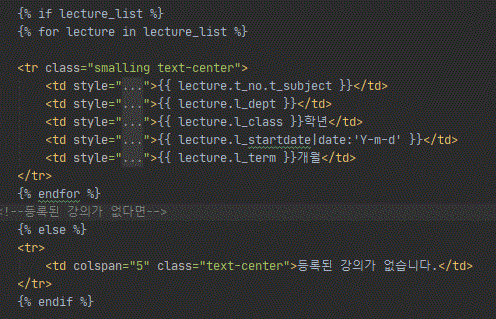 {% if lecture_list %}
{% for lecture in lecture_list %}
<tr class="smalling text-center">
<td style="...">{{ lecture.t_no.t_subject }}</td>
<td style="...">{{ lecture.l_dept }}</td>
<td style="...">{{ lecture.l_class }}학년</td>
<td style="...">{{ lecture.l_startdate|date:'Y-m-d' }}</td>
<td style="...">{{ lecture.l_term }}개월</td>
</tr>
{% endfor %}
<!--등록된 강의가 없다면-->
{% else %}
<tr>
<td colspan="5" class="text-center">등록된 강의가 없습니다.</td>
</tr>
{% endif %}